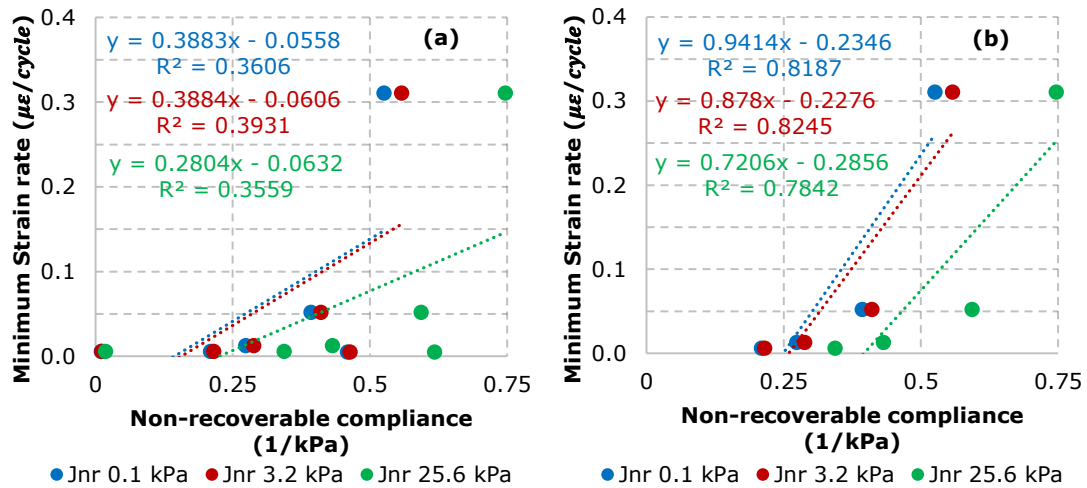 Minimum Strain rate (με/cycle)
0.4
0.3
0.2
0.1
0.0
(a)
y = 0.3883x - 0.0558
R² = 0.3606
y = 0.3884x - 0.0606
R² = 0.3931
y = 0.2804x - 0.0632
R² = 0.3559
0
0.25
0.5
0.75
Non-recoverable compliance
(1/kPa)
Jnr 0.1 kPa
Jnr 3.2 kPa
Jnr 25.6 kPa
Minimum Strain rate (με/cycle)
0.4
0.3
0.2
0.1
0.0
(b)
y = 0.9414x - 0.2346
R² = 0.8187
y = 0.878x - 0.2276
R² = 0.8245
y = 0.7206x - 0.2856
R² = 0.7842
0
0.25
0.5
0.75
Non-recoverable compliance
(1/kPa)
Jnr 0.1 kPa
Jnr 3.2 kPa
Jnr 25.6 kPa